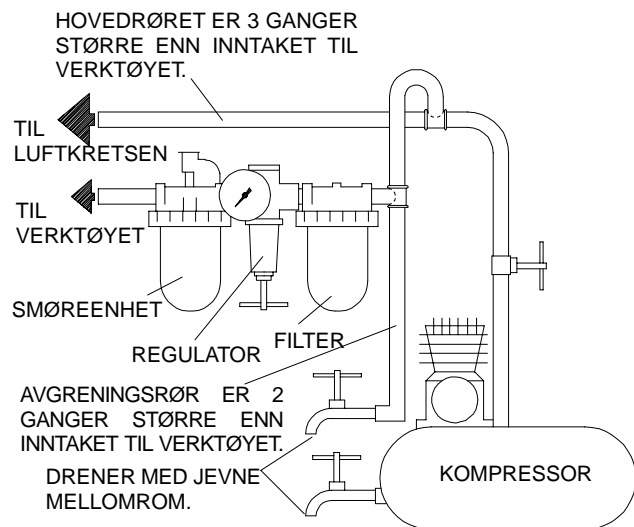 HOVEDRØRET ER 3 GANGER
STØRRE ENN INNTAKET TIL
VERKTØYET.
TIL
LUFTKRETSEN
TIL
VERKTØYET
SMØREENHET
REGULATOR
FILTER
AVGRENINGSRØR ER 2
GANGER STØRRE ENN
INNTAKET TIL VERKTØYET.
DRENER MED JEVNE
MELLOMROM.
KOMPRESSOR